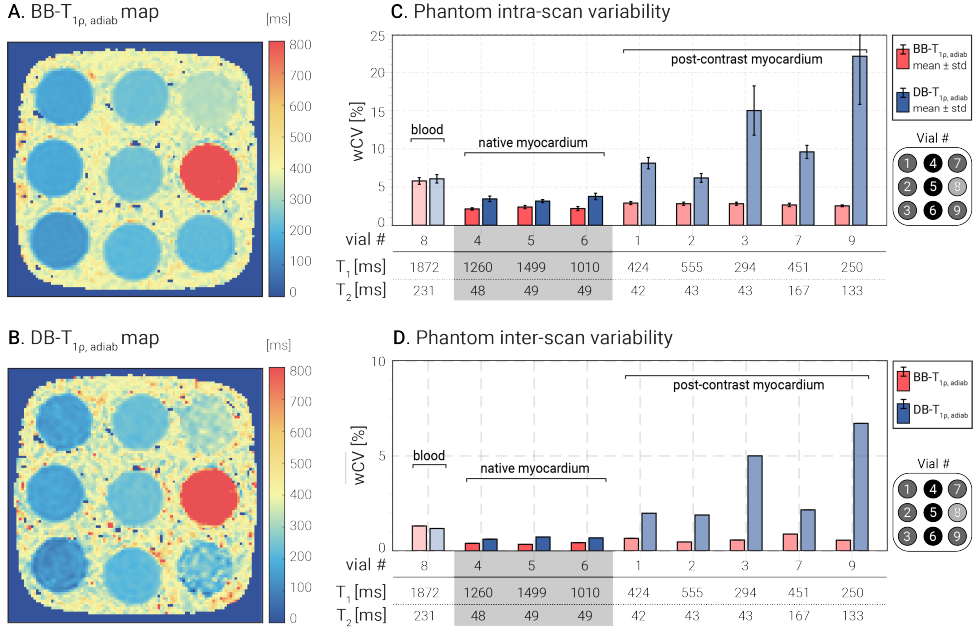 A. BB-T1ρ, adiab map
[ms]
800
700
600
500
400
300
200
100
0
C. Phantom intra-scan variability
wCV [%]
25
20
15
10
5
0
blood
native myocardium
post-contrast myocardium
BB-T1ρ, adiab
mean ± std
DB-T1ρ, adiab
mean ± std
Vial #
1 4 7
2 5 8
3 6 9
vial # 8 4 5 6 1 2 3 7 9
T1 [ms] 1872 1260 1499 1010 424 555 294 451 250
T2 [ms] 231 48 49 49 42 43 43 167 133
B. DB-T1ρ, adiab map
[ms]
800
700
600
500
400
300
200
100
0
D. Phantom inter-scan variability
wCV [%]
10
5
0
blood
native myocardium
post-contrast myocardium
BB-T1ρ, adiab
DB-T1ρ, adiab
Vial #
1 4 7
2 5 8
3 6 9
vial # 8 4 5 6 1 2 3 7 9
T1 [ms] 1872 1260 1499 1010 424 555 294 451 250
T2 [ms] 231 48 49 49 42 43 43 167 133